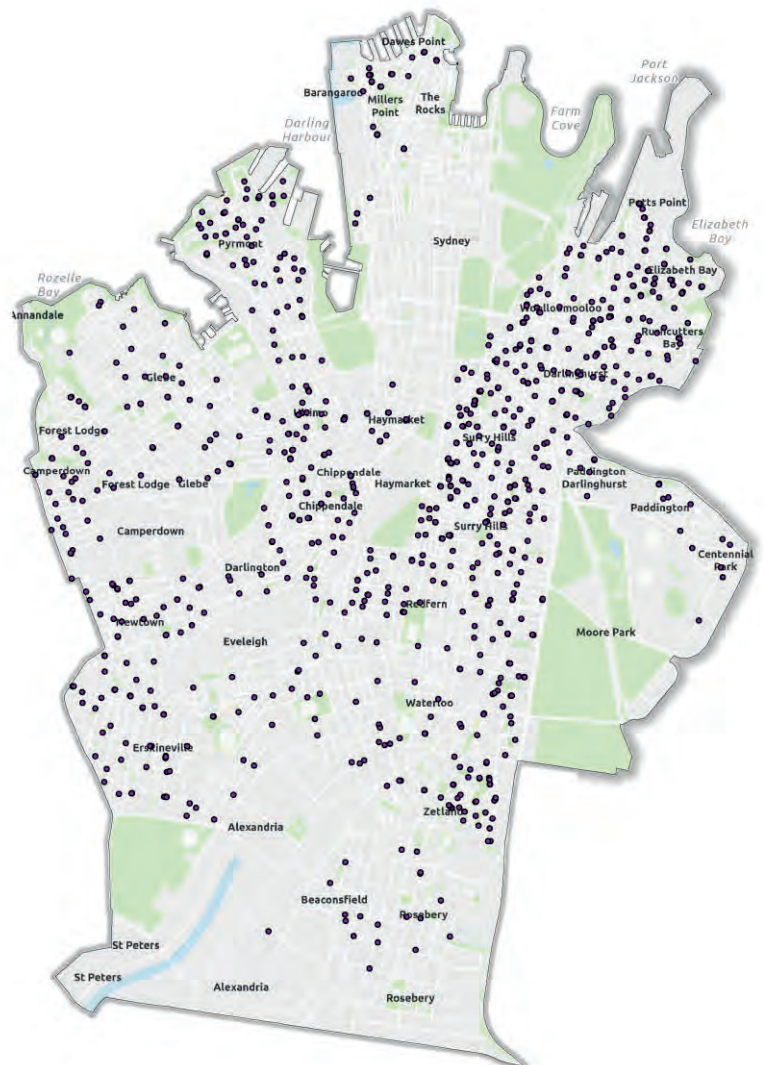 Dawes Point
Port
Jackson
Barangaroo
Millers
Point
The
Rocks
Farm
Cove
Darling
Harbour
Potts Point
Elizabeth
Bay
Pyrmont
Sydney
Elizabeth Bay
Rozelle
Bay
Annandale
Woolloomooloo
Rushcutters
Bay
Glebe
Darlinghurst
Ultimo
Haymarket
Forest Lodge
Surry Hills
Camperdown
Forest Lodge
Glebe
Chippendale
Haymarket
Paddington
Darlinghurst
Chippendale
Paddington
Surry Hills
Camperdown
Centennial
Park
Darlington
Redfern
Newtown
Moore Park
Eveleigh
Waterloo
Erskineville
Zetland
Alexandria
Beaconsfield
Rosebery
St Peters
St Peters
Alexandria
Rosebery